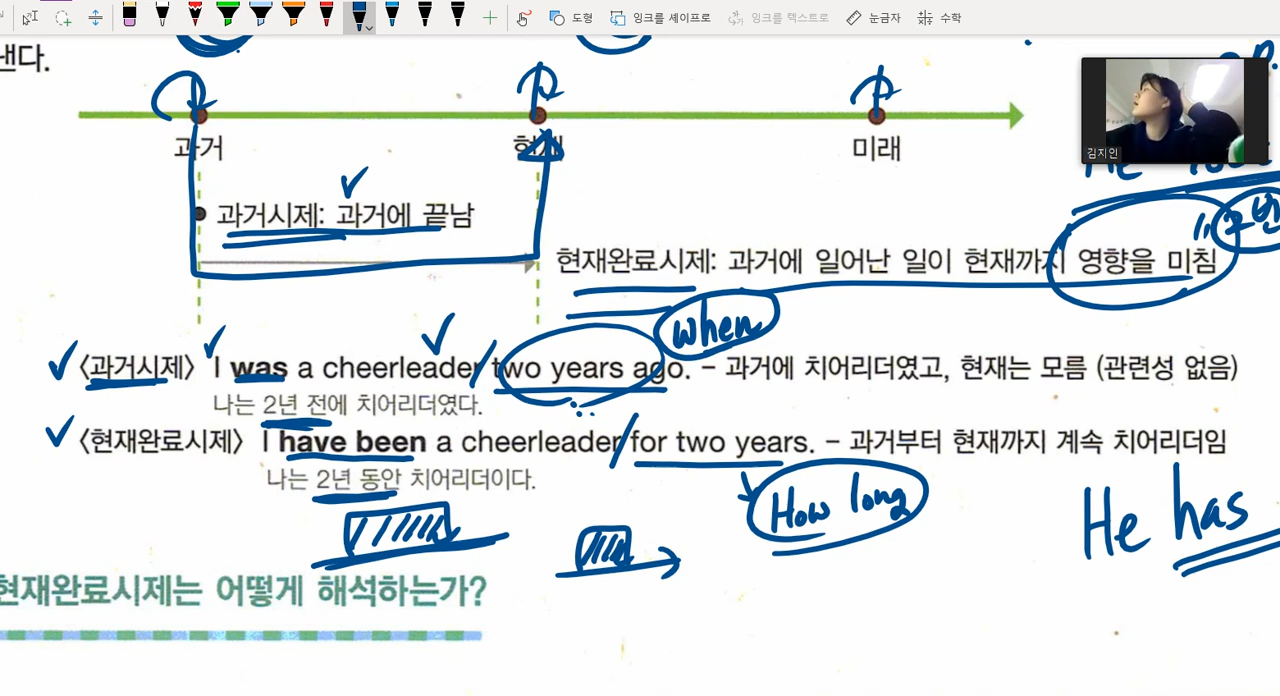 도형 잉크를 셰이프로 잉크를 텍스트로 눈금자 수학
낸다.
김지인
과거 현재 미래
과거시제: 과거에 끝남
현재완료시제: 과거에 일어난 일이 현재까지 영향을 미침
when
〈과거시제〉 I was a cheerleader two years ago. – 과거에 치어리더였고, 현재는 모름 (관련성 없음)
나는 2년 전에 치어리더였다.
〈현재완료시제〉 I have been a cheerleader for two years. – 과거부터 현재까지 계속 치어리더임
나는 2년 동안 치어리더이다.
How long
He has
현재완료시제는 어떻게 해석하는가?